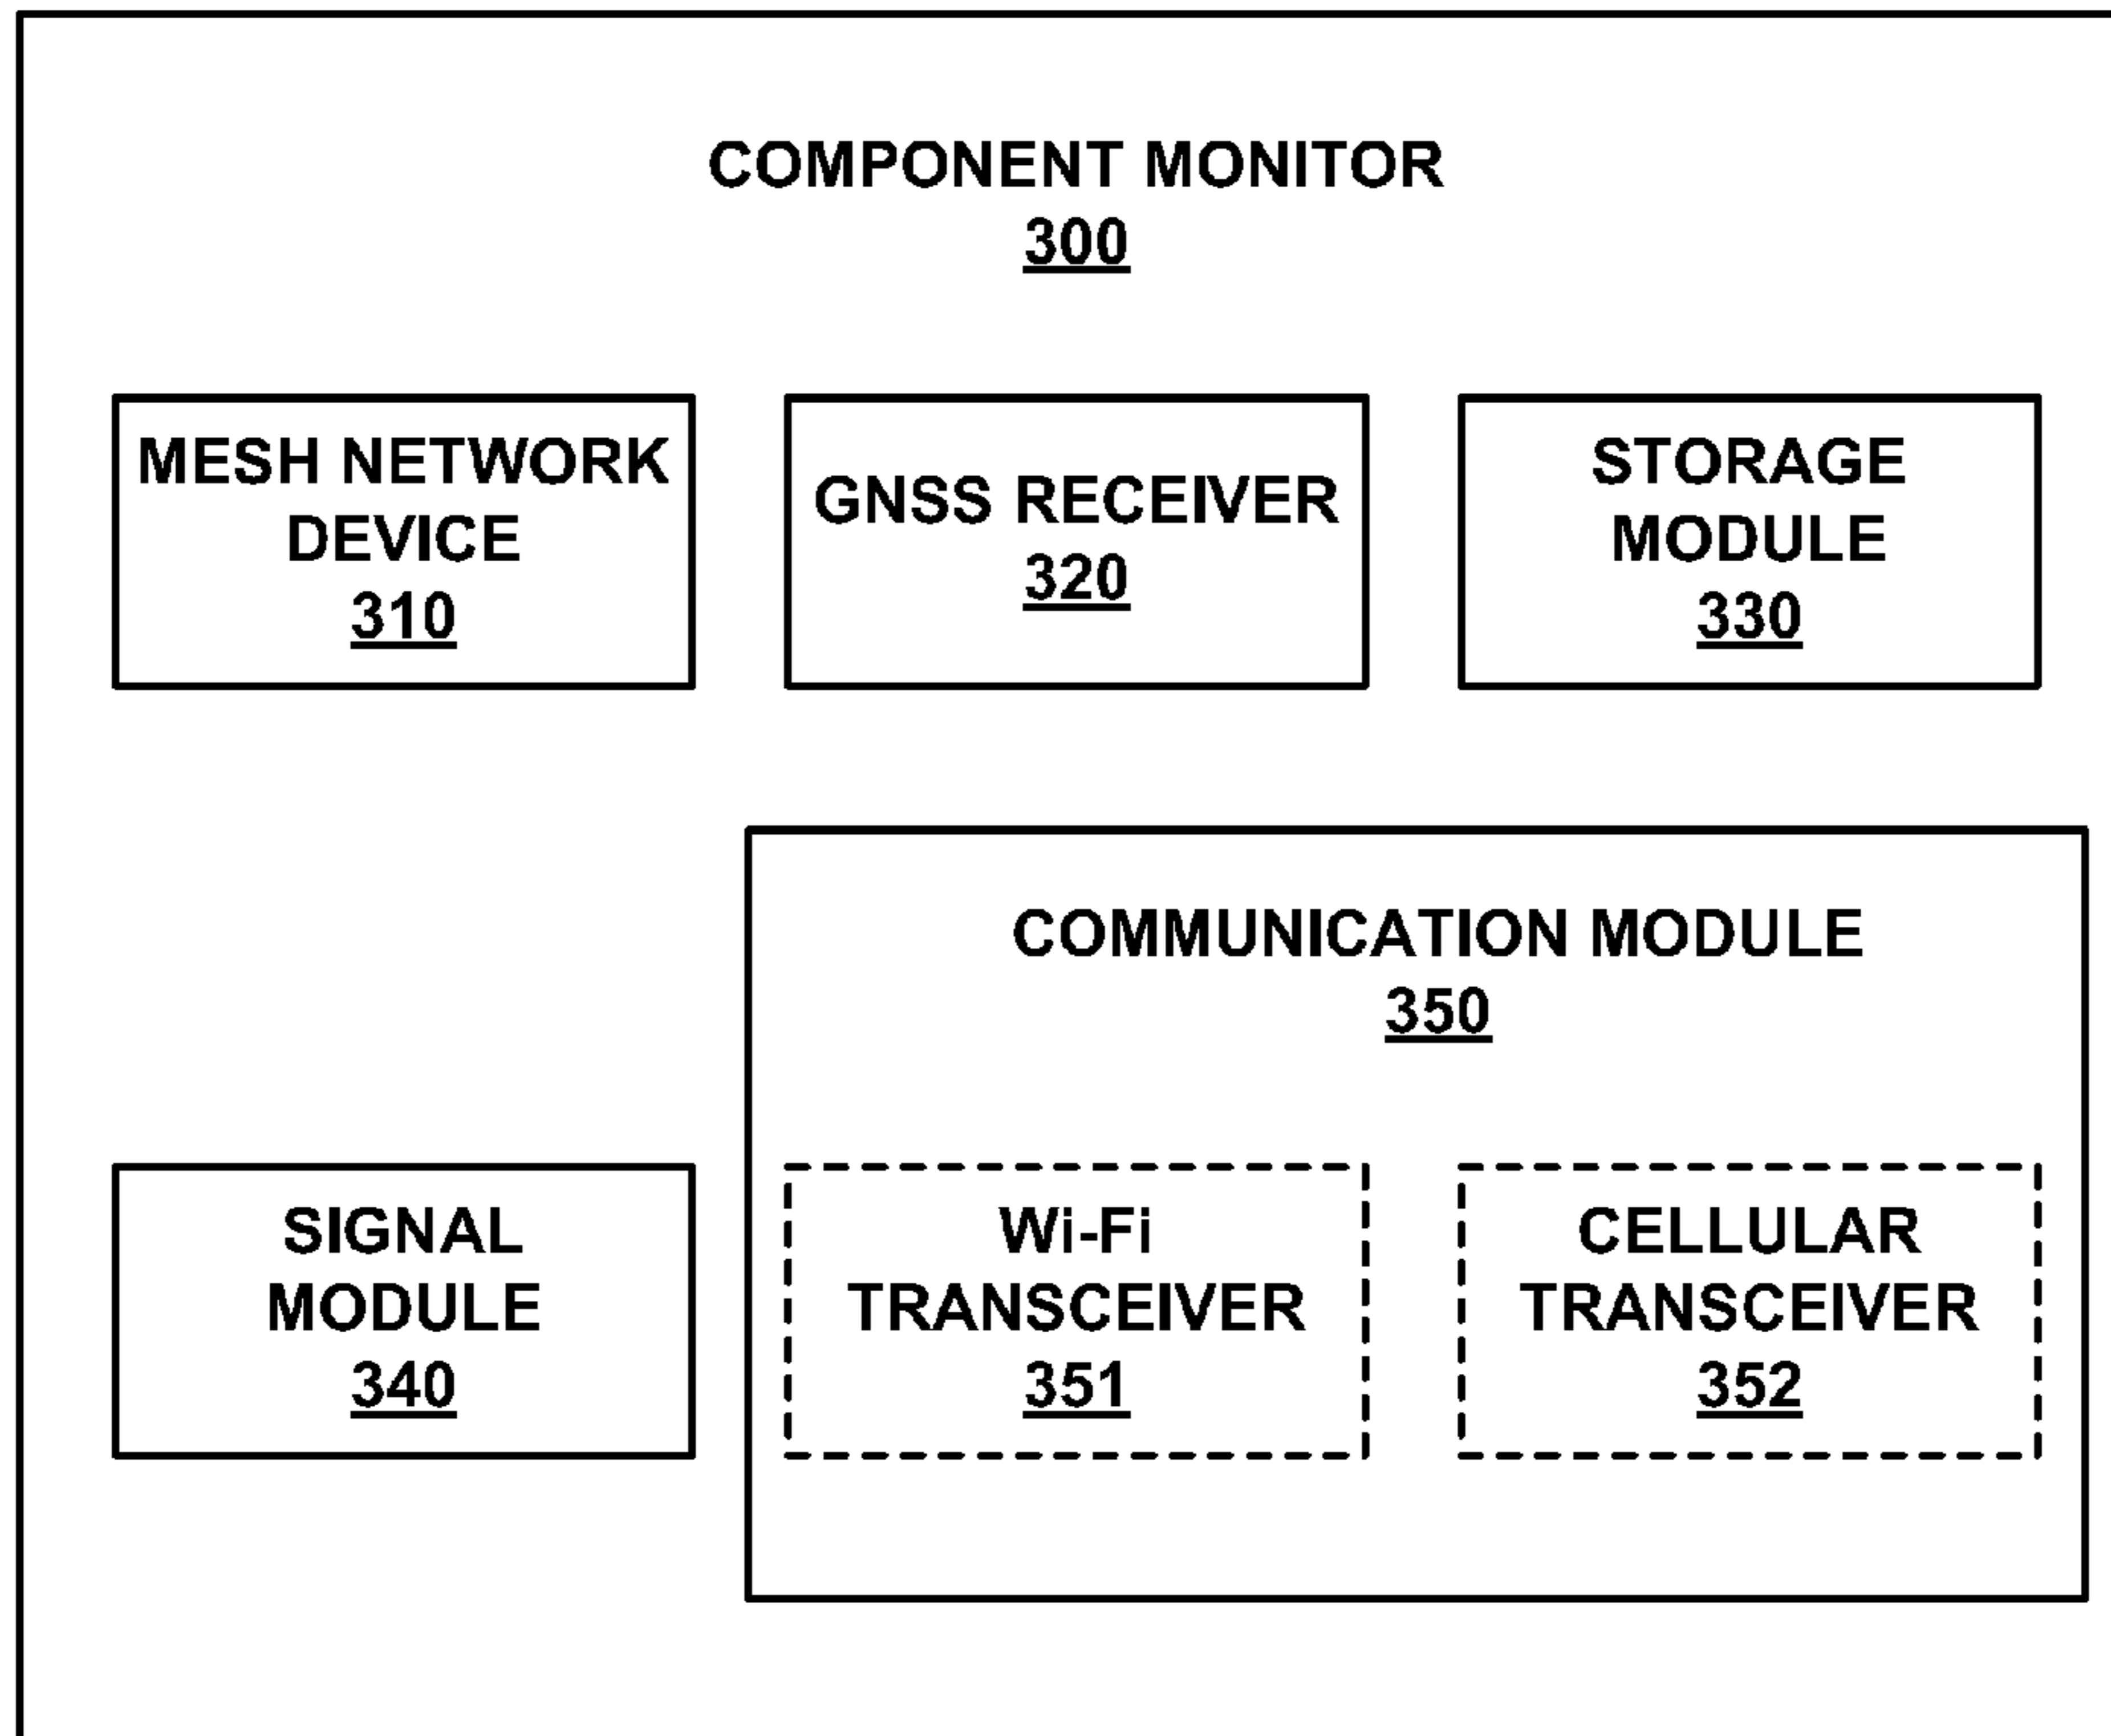 COMPONENT MONITOR
300
MESH NETWORK
DEVICE
310
GNSS RECEIVER
320
STORAGE
MODULE
330
COMMUNICATION MODULE
350
SIGNAL
MODULE
340
Wi-Fi
TRANSCEIVER
351
CELLULAR
TRANSCEIVER
352